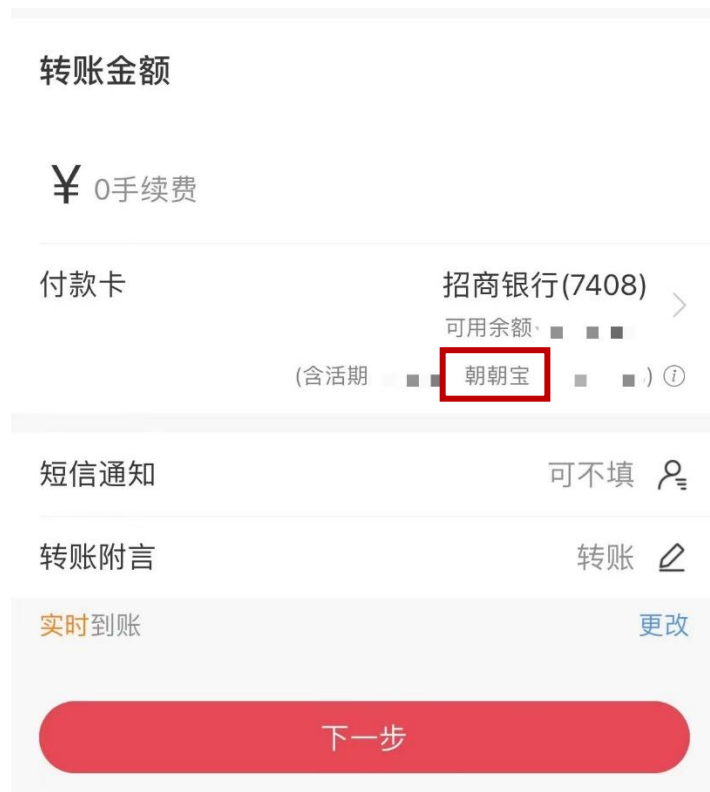 转账金额
¥ 0手续费
付款卡 招商银行(7408)
可用余额
(含活期 朝朝宝 )
短信通知 可不填
转账附言 转账
实时到账 更改
下一步